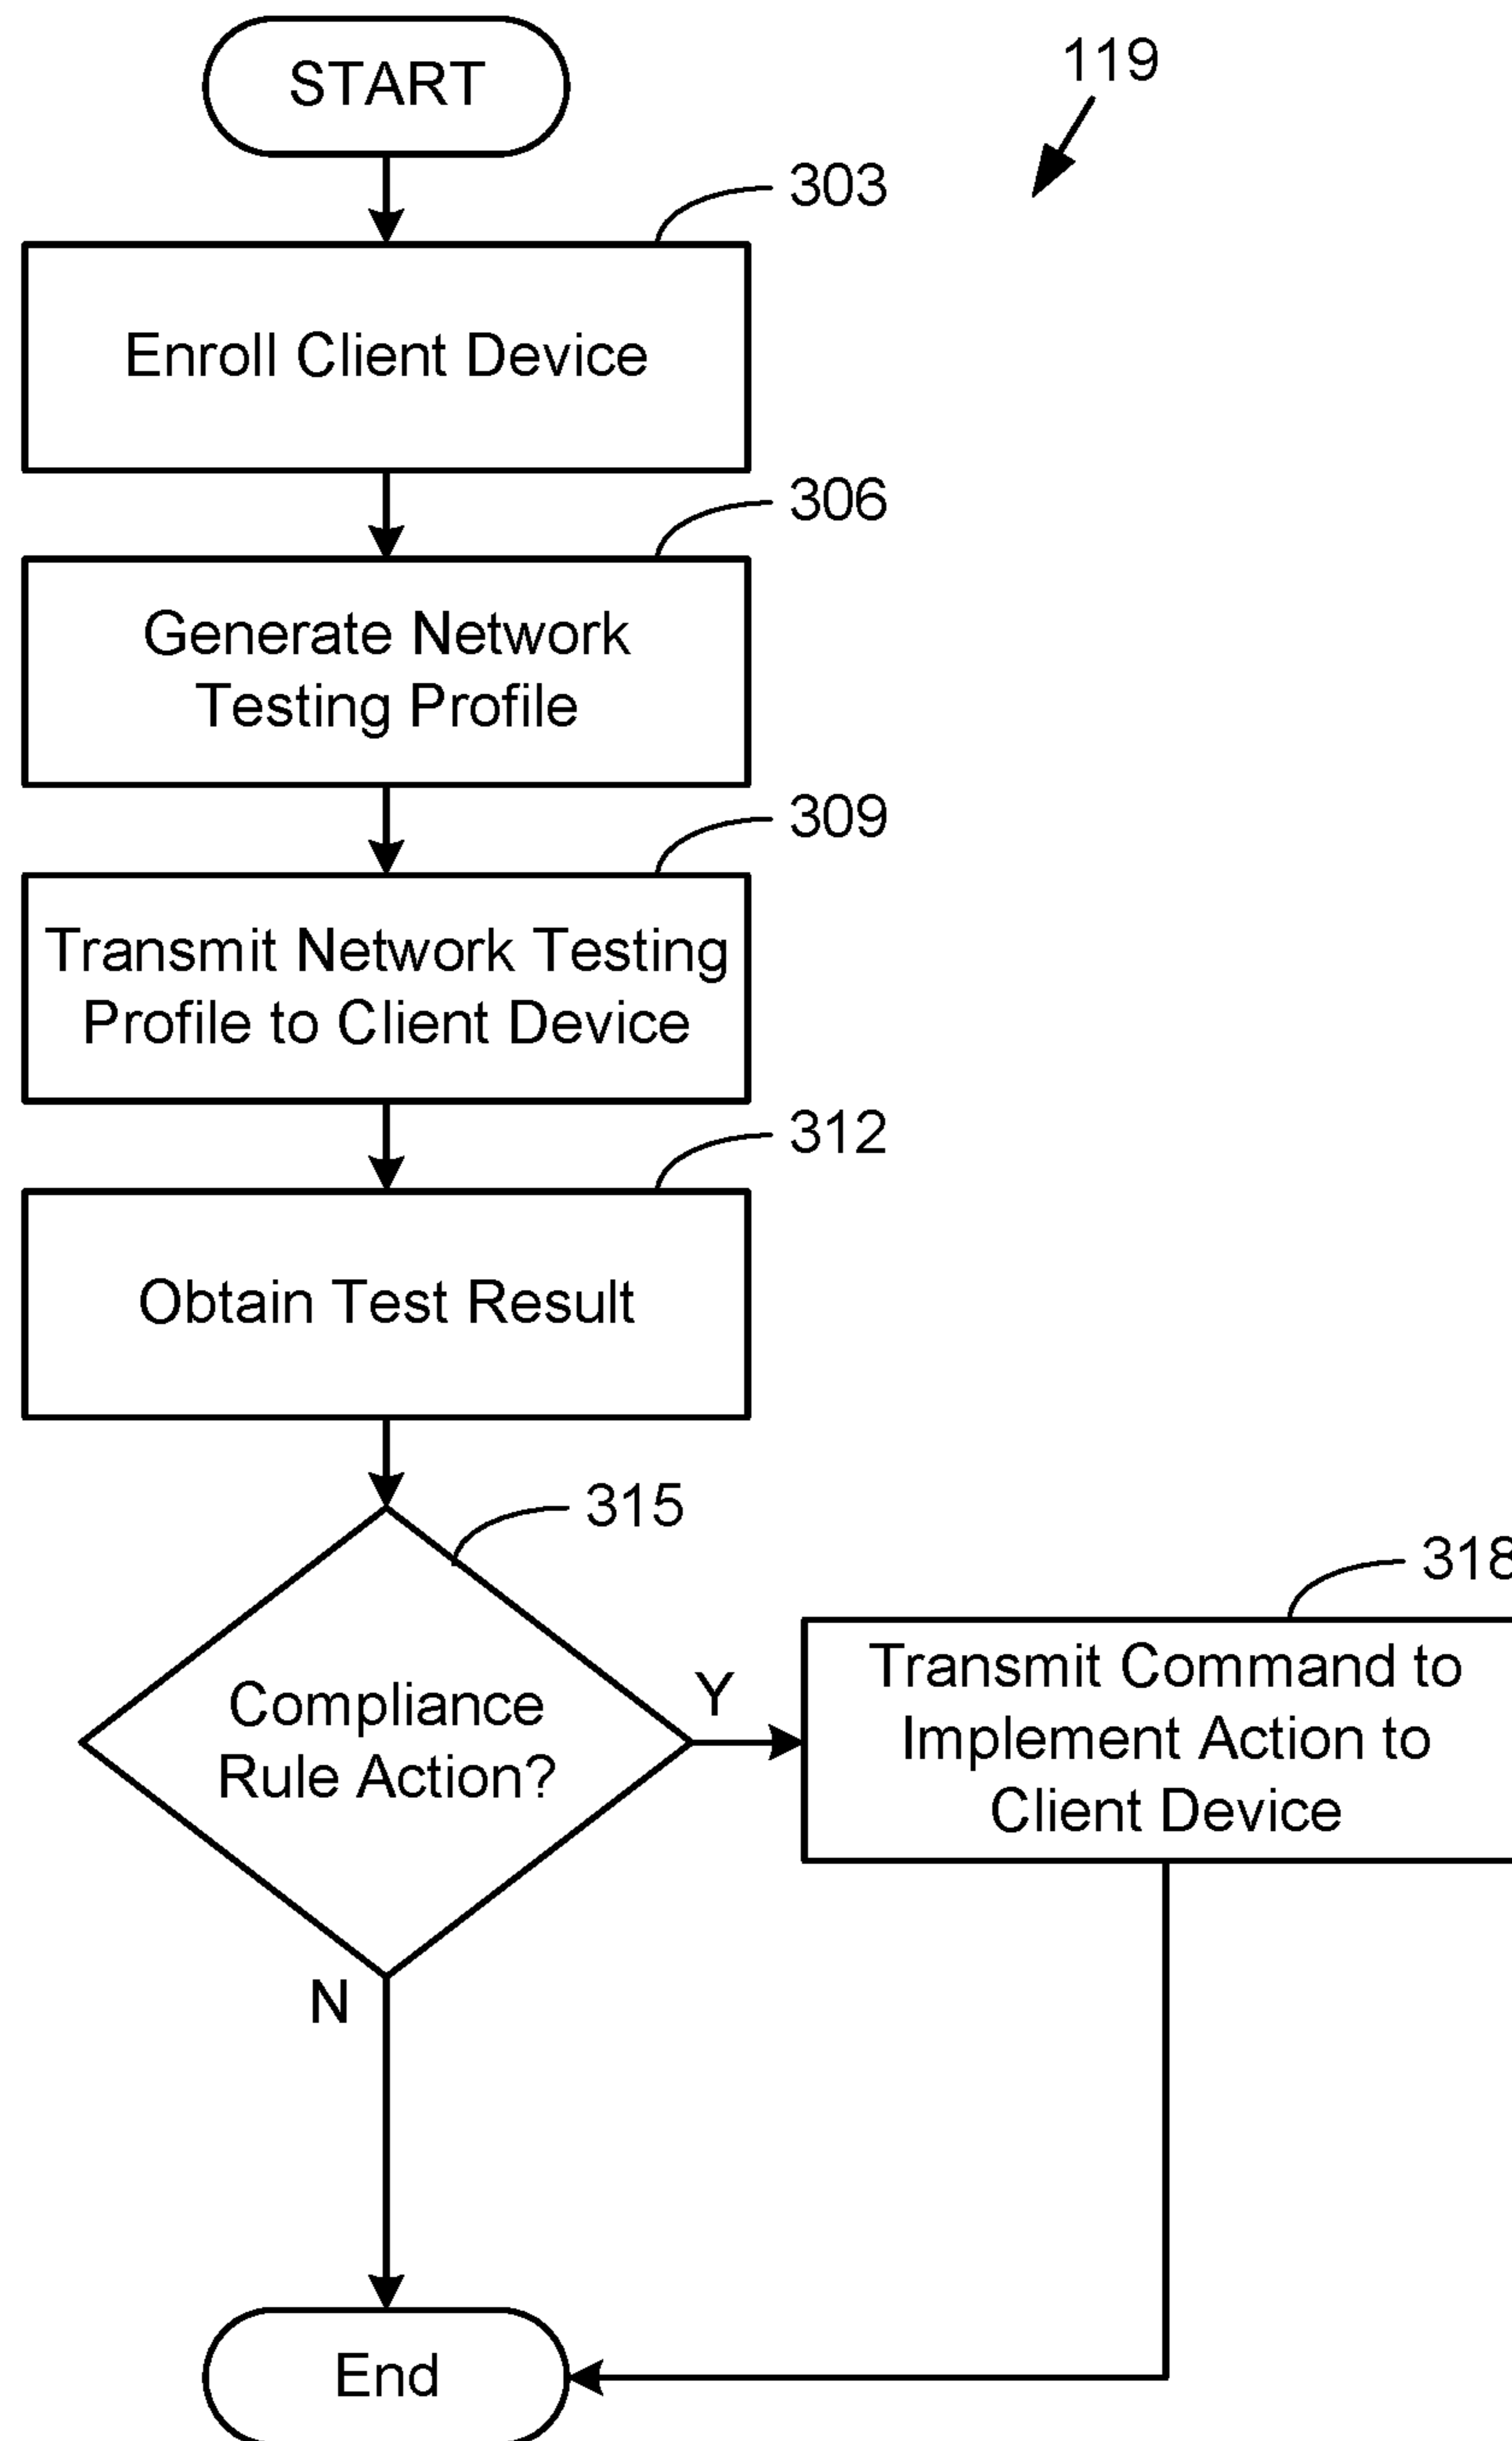 START
119
303
Enroll Client Device
306
Generate Network
Testing Profile
309
Transmit Network Testing
Profile to Client Device
312
Obtain Test Result
315
Compliance
Rule Action?
Y
318
Transmit Command to
Implement Action to
Client Device
N
End